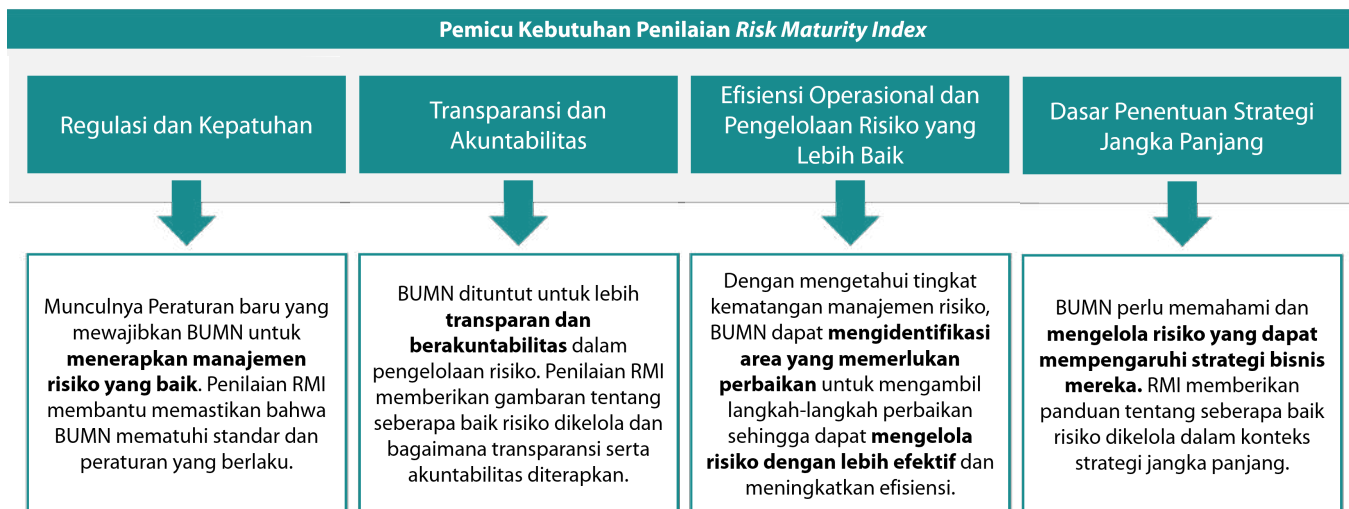 Pemicu Kebutuhan Penilaian Risk Maturity Index
Regulasi dan Kepatuhan
Transparansi dan
Akuntabilitas
Efisiensi Operasional dan
Pengelolaan Risiko yang
Lebih Baik
Dasar Penentuan Strategi
Jangka Panjang
Munculnya Peraturan baru yang
mewajibkan BUMN untuk
menerapkan manajemen
risiko yang baik. Penilaian RMI
membantu memastikan bahwa
BUMN mematuhi standar dan
peraturan yang berlaku.
BUMN dituntut untuk lebih
transparan dan
berakuntabilitas dalam
pengelolaan risiko. Penilaian RMI
memberikan gambaran tentang
seberapa baik risiko dikelola dan
bagaimana transparansi serta
akuntabilitas diterapkan.
Dengan mengetahui tingkat
kematangan manajemen risiko,
BUMN dapat mengidentifikasi
area yang memerlukan
perbaikan untuk mengambil
langkah-langkah perbaikan
sehingga dapat mengelola
risiko dengan lebih efektif dan
meningkatkan efisiensi.
BUMN perlu memahami dan
mengelola risiko yang dapat
mempengaruhi strategi bisnis
mereka. RMI memberikan
panduan tentang seberapa baik
risiko dikelola dalam konteks
strategi jangka panjang.